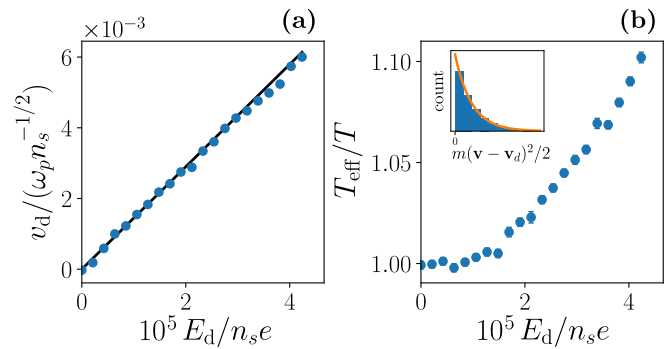 ×10⁻³
(a)
6
4
2
0
v_d/(ω_p n_s^{-1/2})
0
2
4
10⁵ E_d/n_s e
(b)
1.10
1.05
1.00
T_eff/T
count
0
m(v − v_d)²/2
0
2
4
10⁵ E_d/n_s e